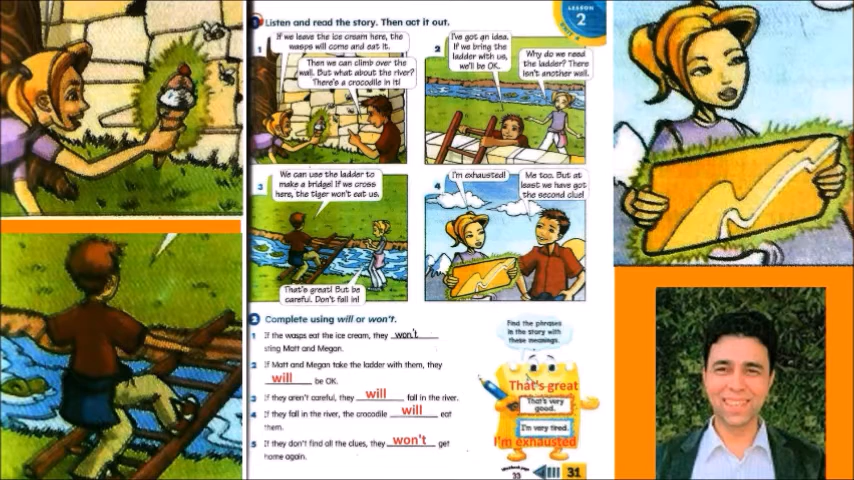 LESSON
2
1 Listen and read the story. Then act it out.
1
If we leave the ice cream here, the
wasps will come and eat it.
Then we can climb over the
wall. But what about the river?
There's a crocodile in it!
2
I've got an idea.
If we bring the
ladder with us,
we'll be OK.
Why do we need
the ladder? There
isn't another wall.
3
We can use the ladder to
make a bridge! If we cross
here, the tiger won't eat us.
That's great! But be
careful. Don't fall in!
4
I'm exhausted!
Me too. But at
least we have got
the second clue!
2 Complete using will or won't.
1 If the wasps eat the ice cream, they won't
sting Matt and Megan.
2 If Matt and Megan take the ladder with them, they
will be OK.
3 If they aren't careful, they will fall in the river.
4 If they fall in the river, the crocodile will eat
them.
5 If they don't find all the clues, they won't get
home again.
Find the phrases
in the story with
these meanings.
That's great
That's very
good.
I'm very tired.
I'm exhausted
Workbook page
33
31